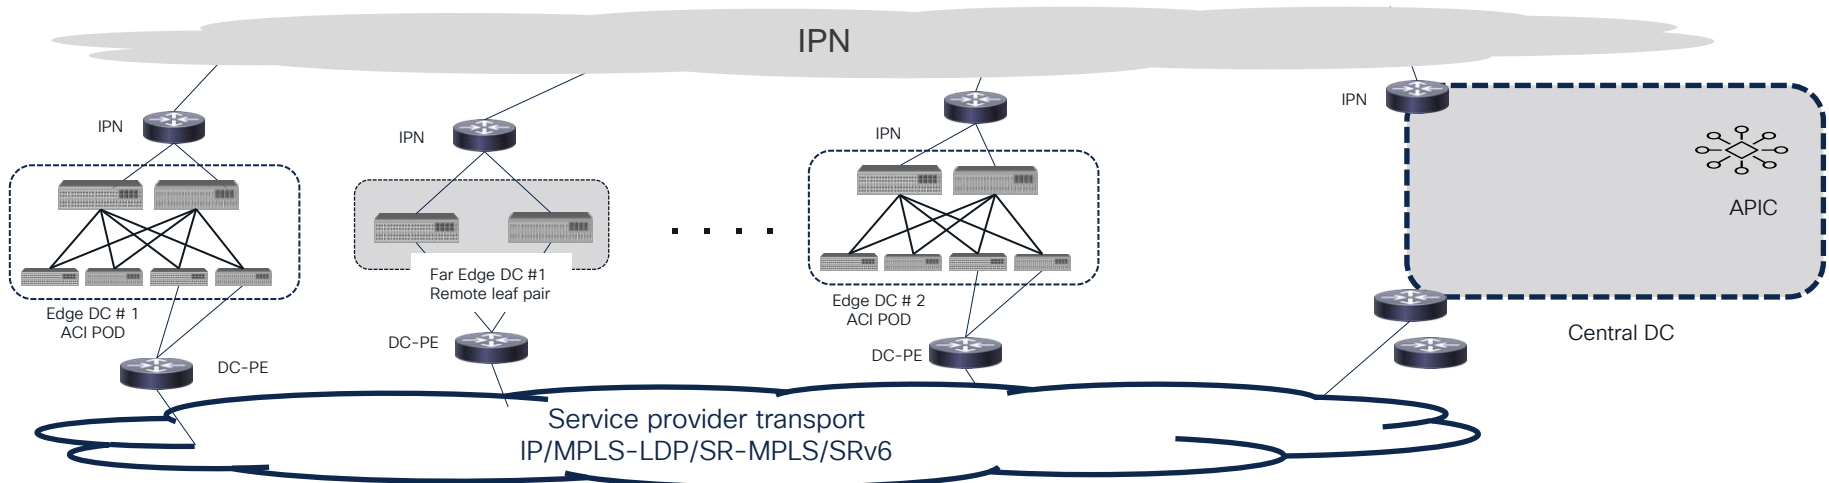 IPN
IPN
IPN
IPN
IPN
APIC
Far Edge DC #1
Remote leaf pair
Edge DC # 1
ACI POD
Edge DC # 2
ACI POD
Central DC
DC-PE
DC-PE
DC-PE
Service provider transport
IP/MPLS-LDP/SR-MPLS/SRv6